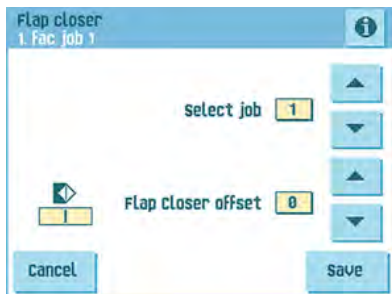 Flap closer
1. Fac job 1
Select job 1
Flap Closer offset 0
Cancel
Save